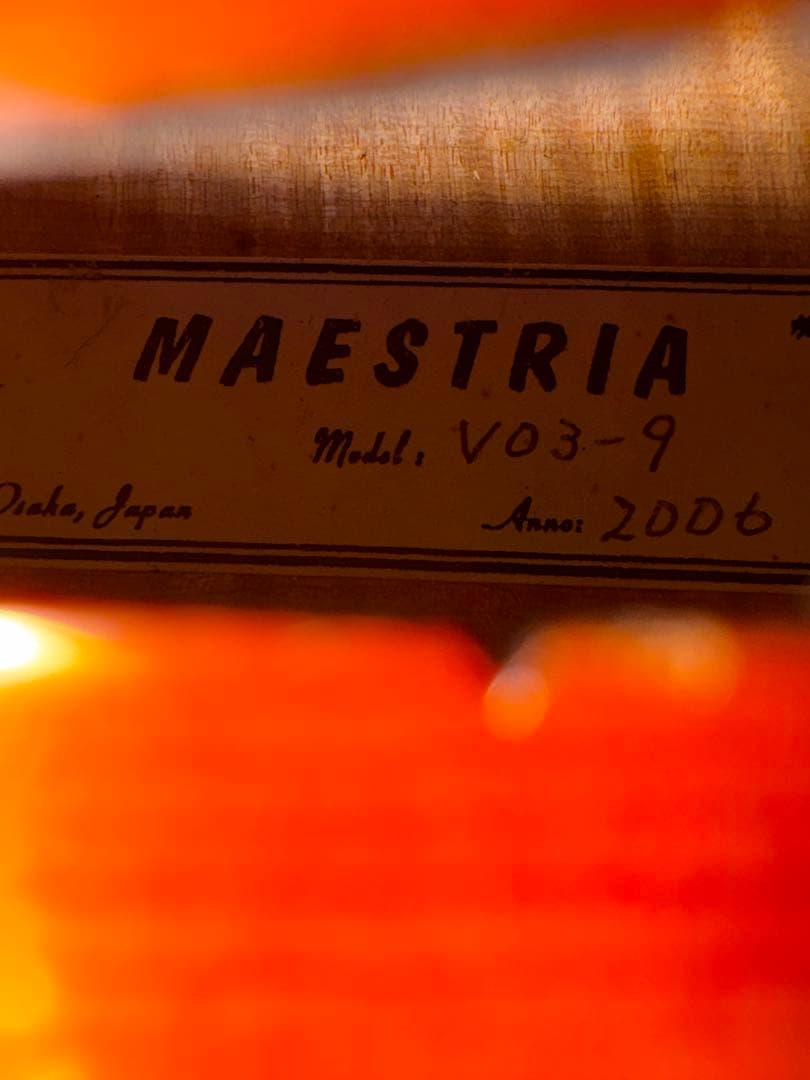 MAESTRIA
Model: V03-9
Osaka, Japan Anno: 2006